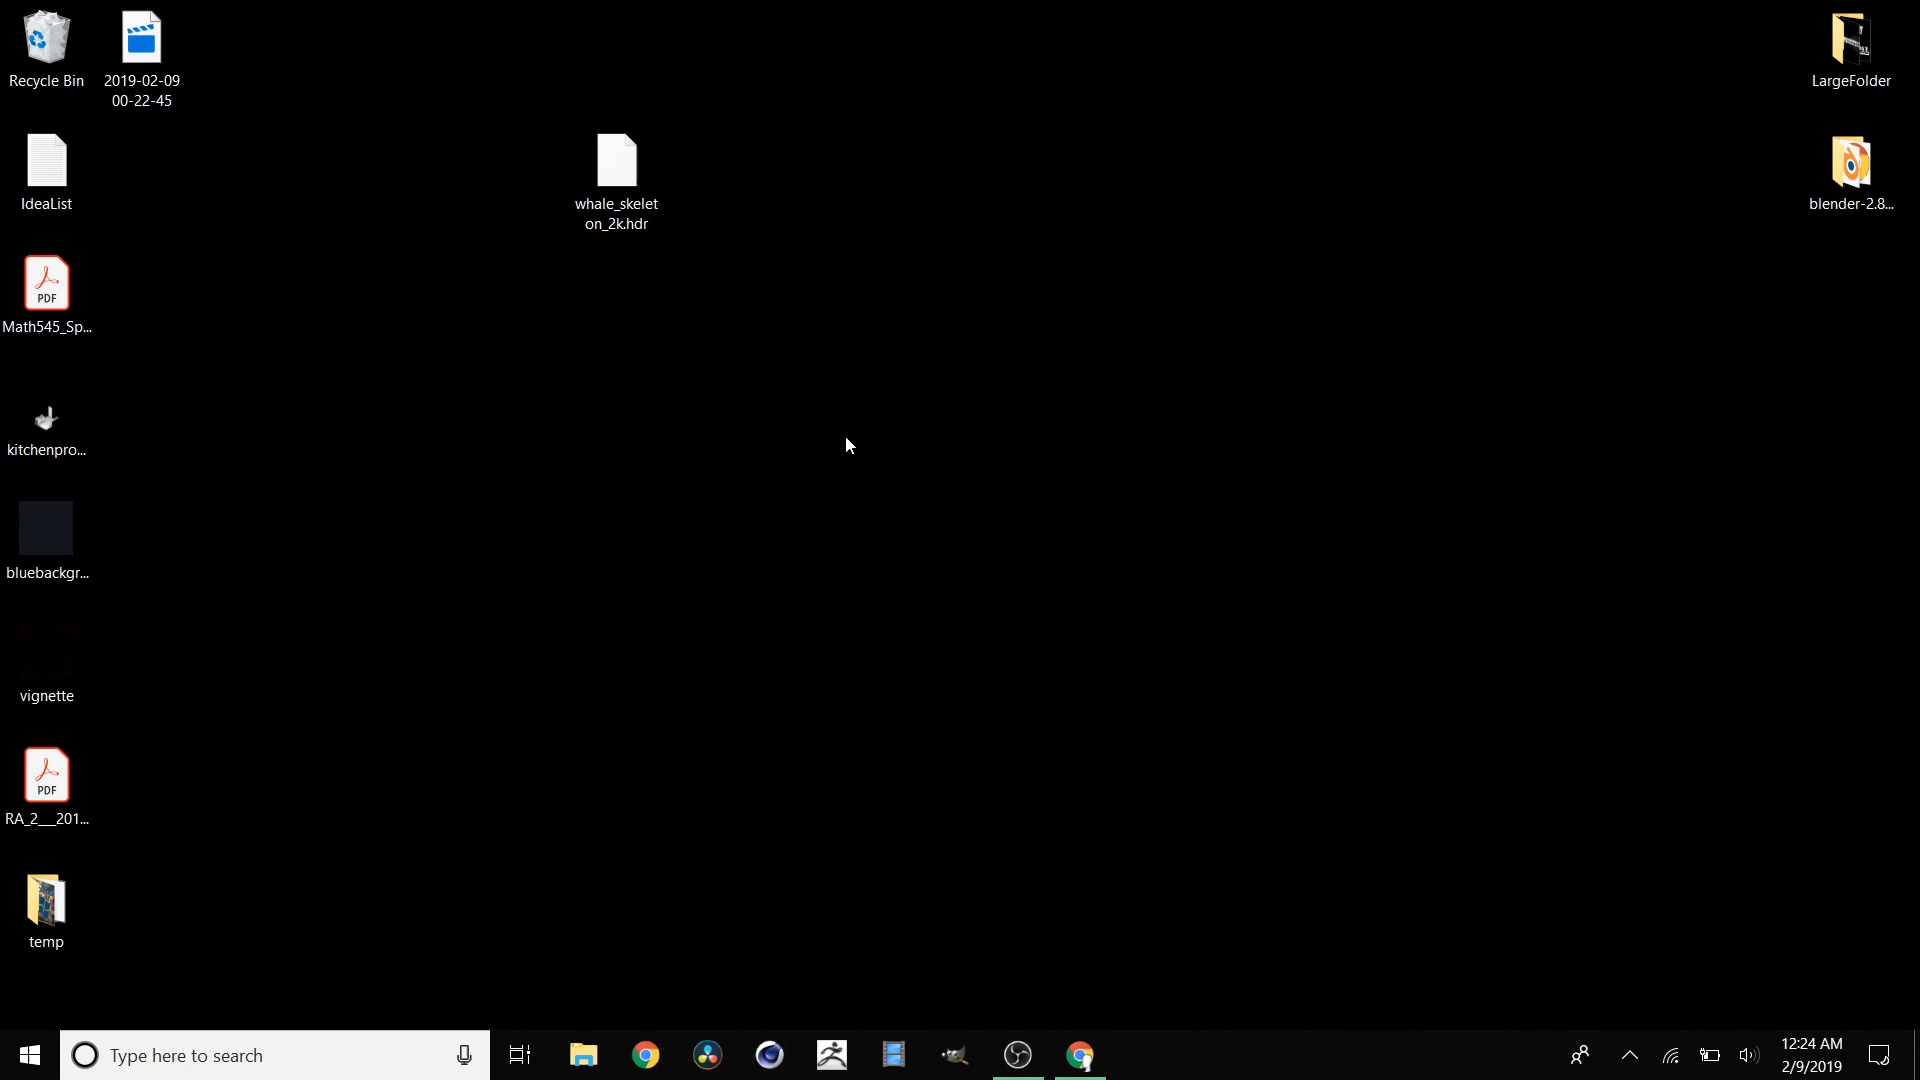 Recycle Bin
2019-02-09
00-22-45
LargeFolder
IdeaList
whale_skelet
on_2k.hdr
blender-2.8...
PDF
Math545_Sp...
kitchenpro...
bluebackgr...
vignette
PDF
RA_2__201...
temp
Type here to search
12:24 AM
2/9/2019